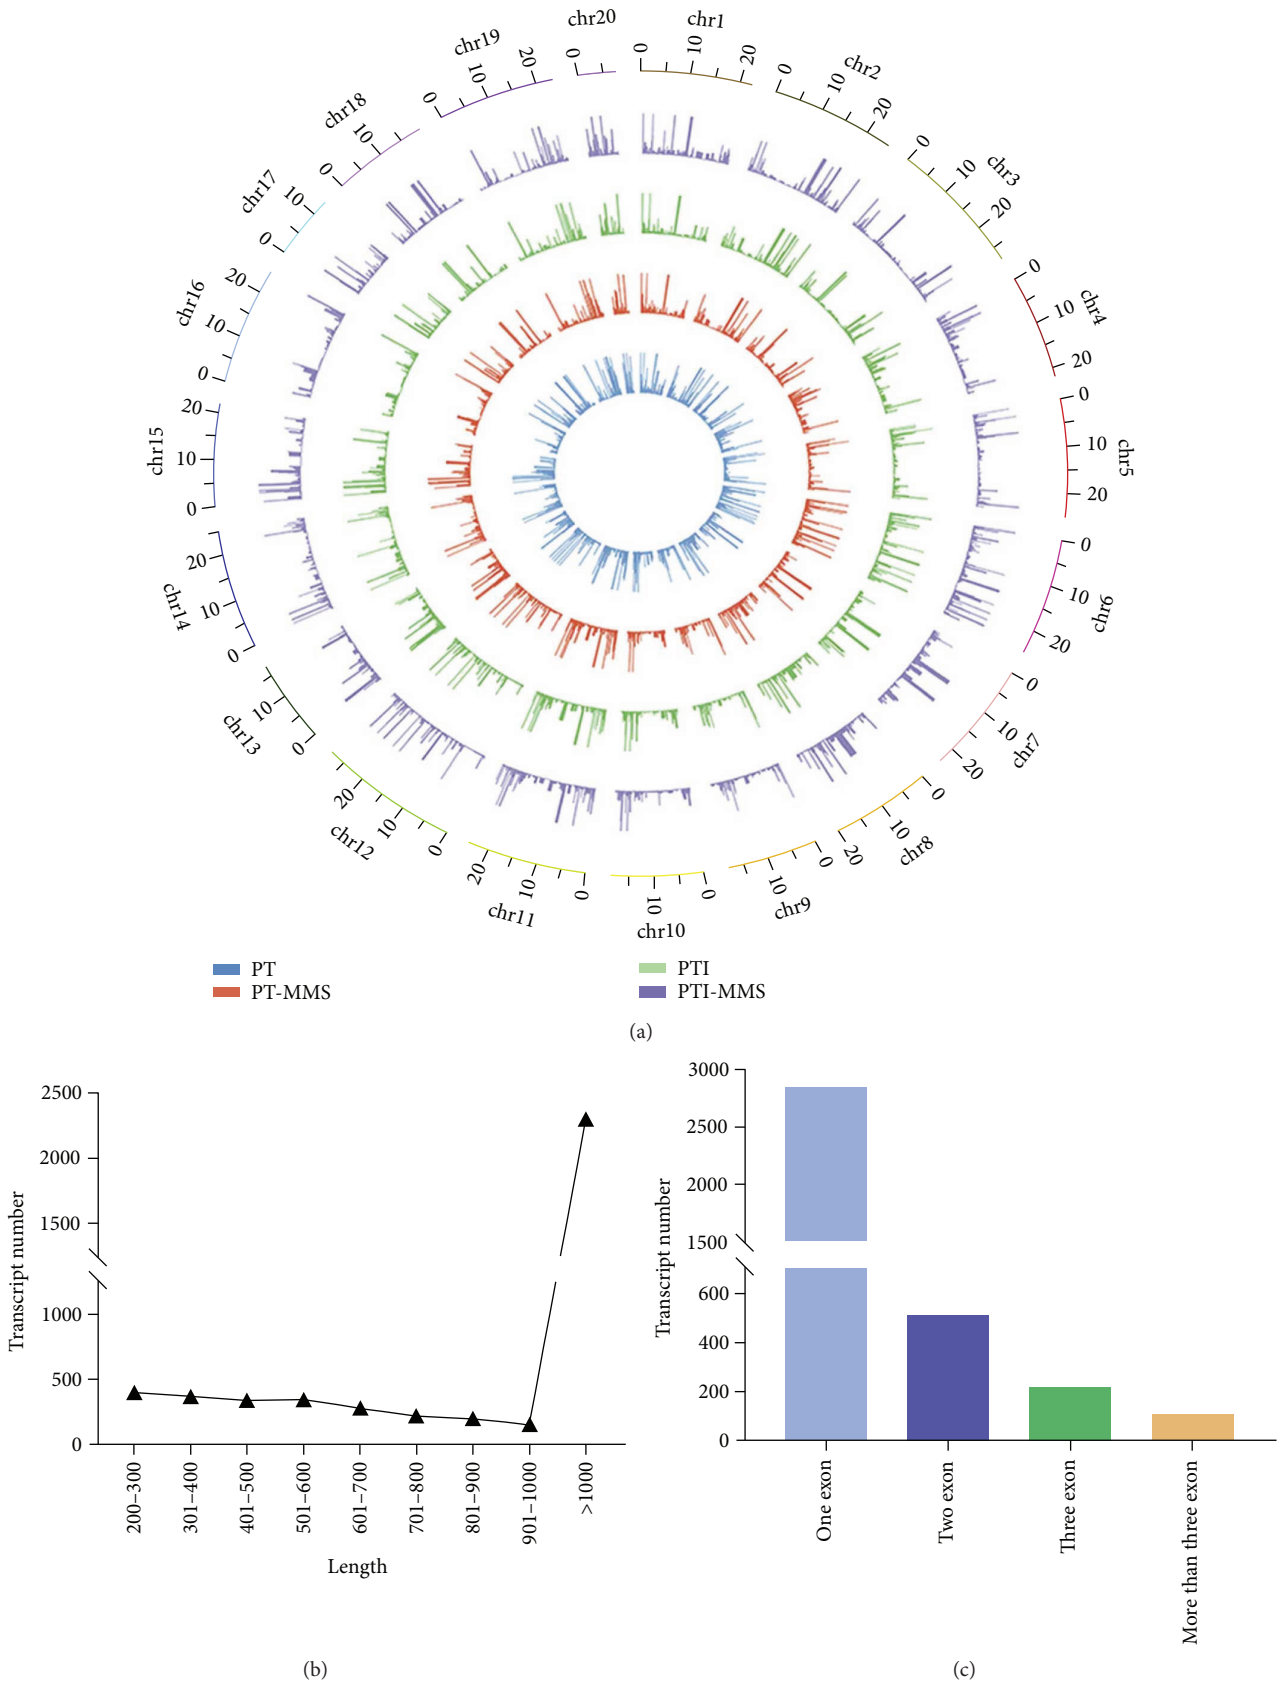 chr1
0 10 20
chr2
0 10 20
chr3
0 10 20
chr4
0 10 20
chr5
0 10 20
chr6
0 10 20
chr7
0 10 20
chr8
0 10 20
chr9
0 10
chr10
0 10
chr11
0 10 20
chr12
0 10 20
chr13
0 10
chr14
0 10 20
chr15
0 10 20
chr16
0 10 20
chr17
0 10
chr18
0 10
chr19
0 10 20
chr20
0
PT
PT-MMS
PTI
PTI-MMS
(a)
Transcript number
2500
2000
1500
1000
500
0
200–300
301–400
401–500
501–600
601–700
701–800
801–900
901–1000
>1000
Length
(b)
Transcript number
3000
2500
2000
1500
600
400
200
0
One exon
Two exon
Three exon
More than three exon
(c)